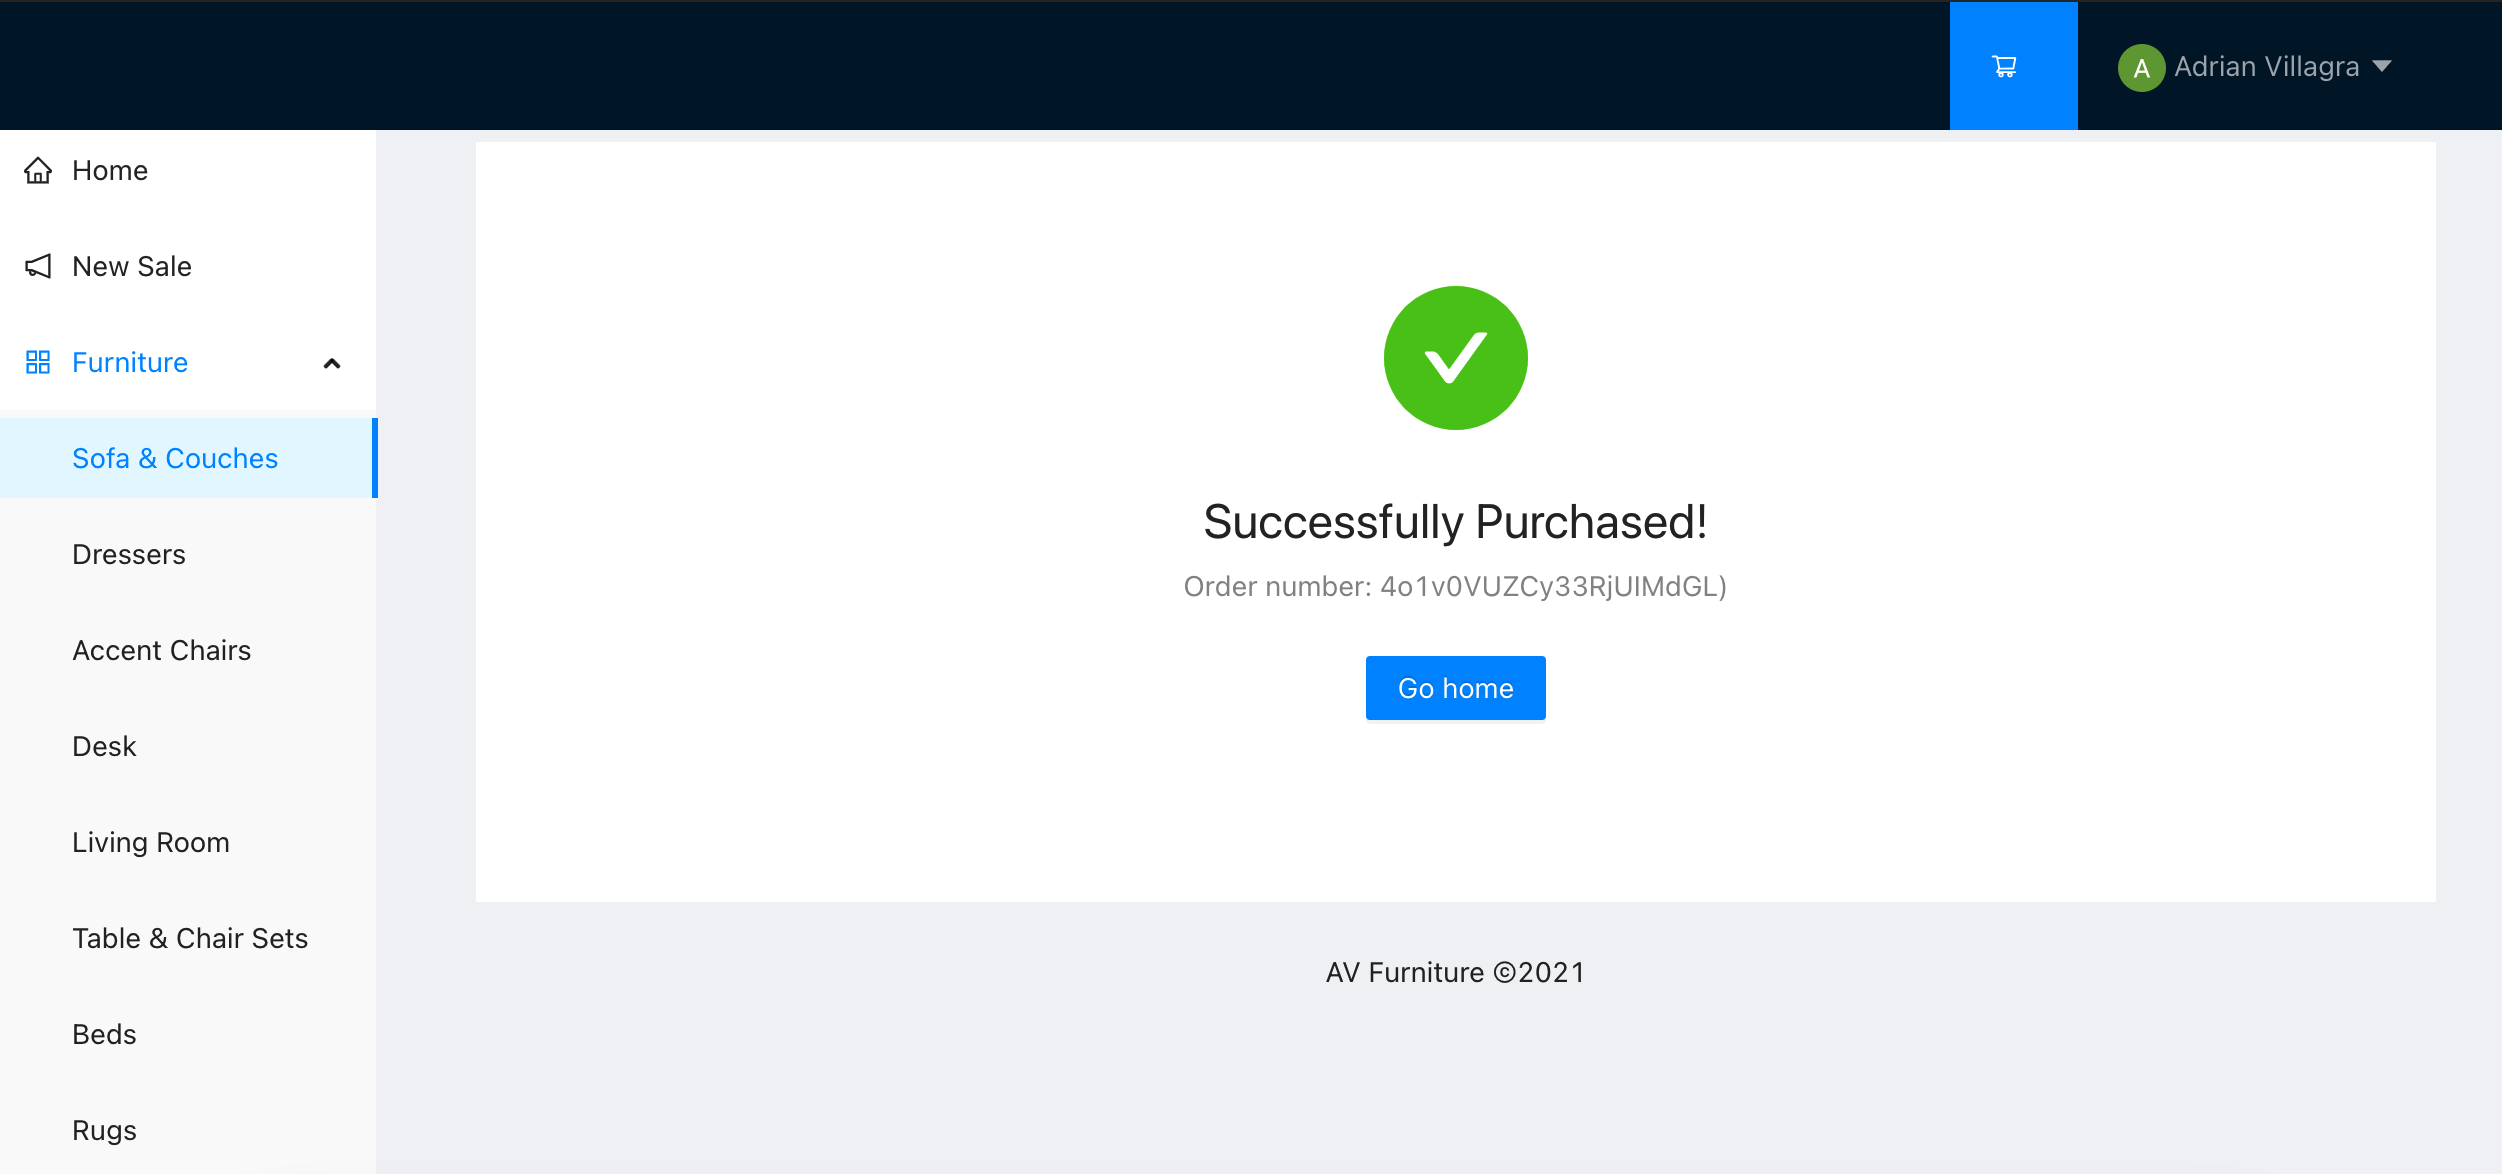 A Adrian Villagra
Home
New Sale
Furniture
Sofa & Couches
Dressers
Accent Chairs
Desk
Living Room
Table & Chair Sets
Beds
Rugs
Successfully Purchased!
Order number: 4o1v0VUZCy33RjUIMdGL)
Go home
AV Furniture ©2021